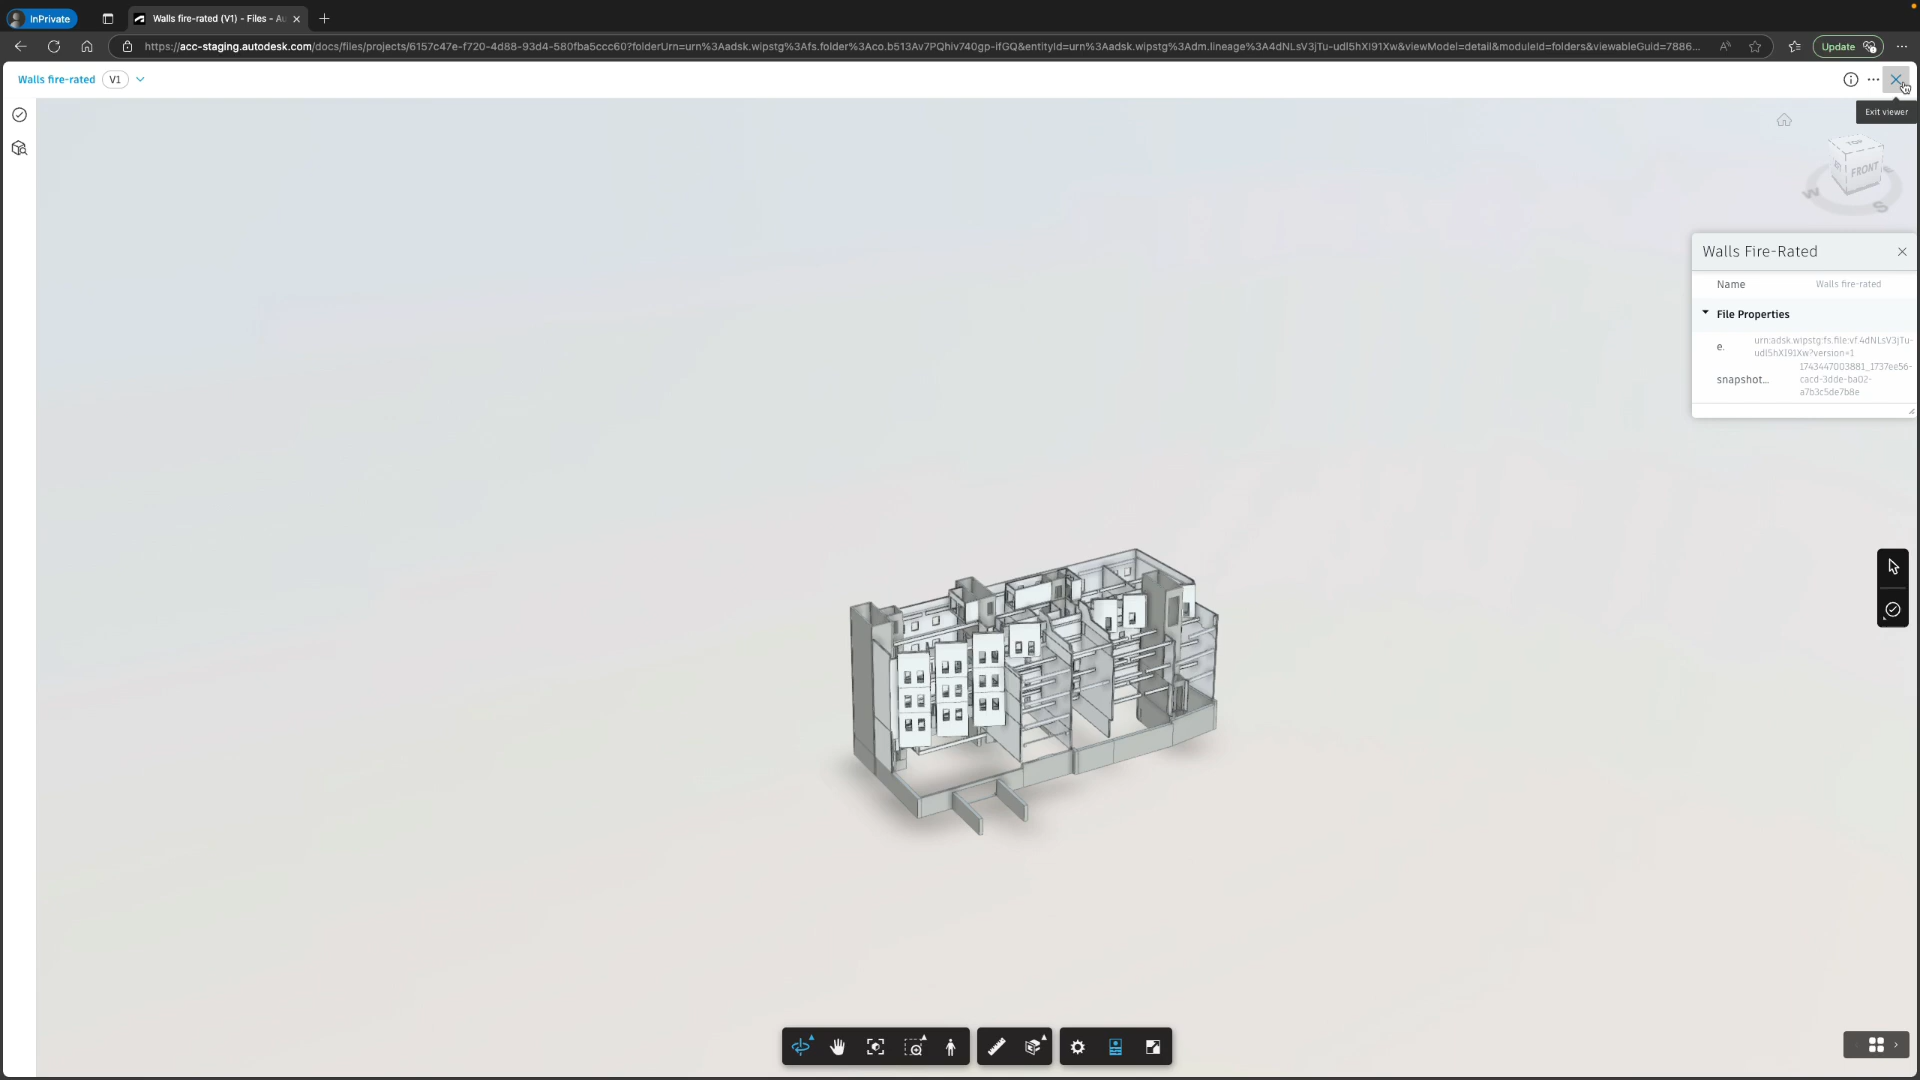 InPrivate
Walls fire-rated (V1) - Files - Au
https://acc-staging.autodesk.com/docs/files/projects/6157c47e-f720-4d88-93d4-580fba5ccc60?folderUrn=urn%3Aadsk.wipstg%3Afs.folder%3Aco.b513Av7PQhiv740gp-ifGQ&entityId=urn%3Aadsk.wipstg%3Adm.lineage%3A4dNLsV3jTu-udl5hXI91Xw&viewModel=detail&moduleId=folders&viewableGuid=7886...
Update
Walls fire-rated
V1
Exit viewer
TOP
FRONT
W
S
Walls Fire-Rated
Name
Walls fire-rated
File Properties
e.
urn:adsk.wipstg:fs.file:vf.4dNLsV3jTu-
udl5hXI91Xw?version=1
snapshot...
1743447003881_1737ee56-
cacd-3dde-ba02-
a7b3c5de7b8e